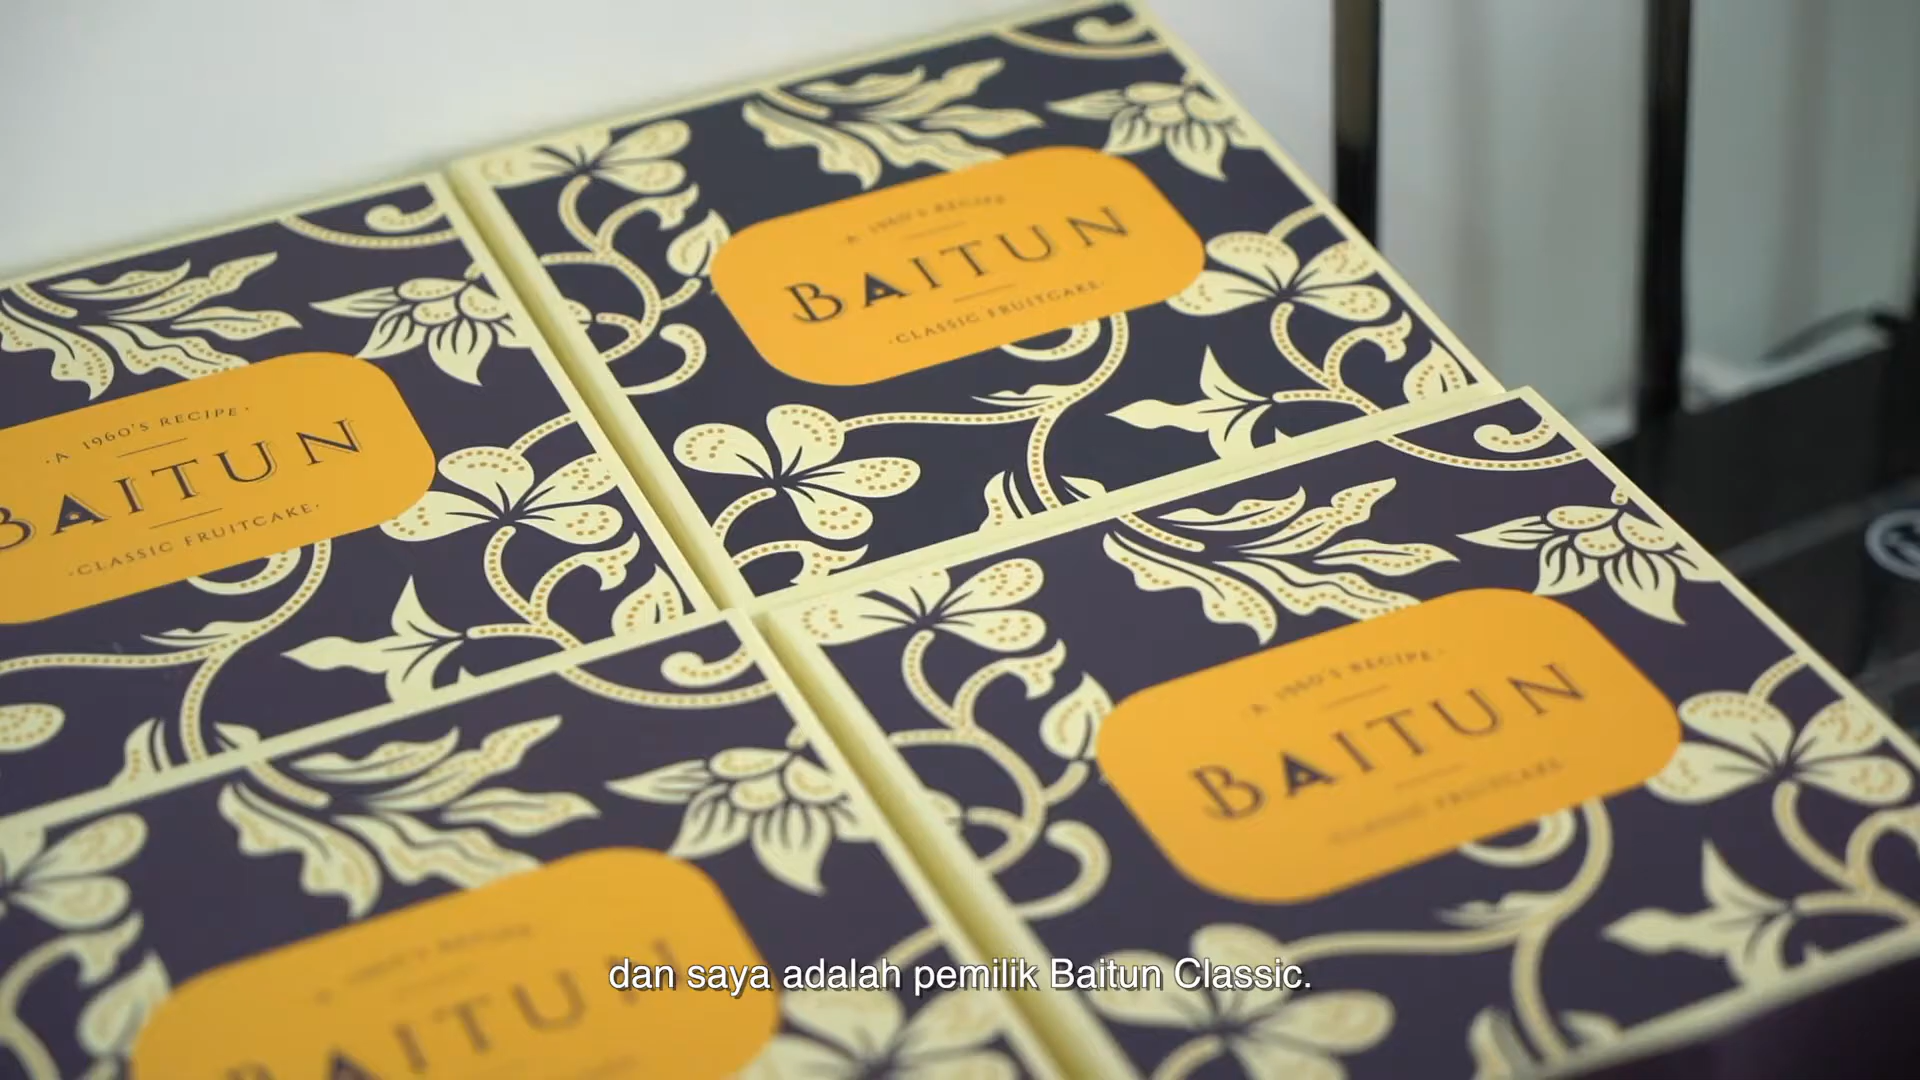 · A 1960'S RECIPE ·
BAITUN
· CLASSIC FRUITCAKE ·
· A 1960'S RECIPE ·
BAITUN
· CLASSIC FRUITCAKE ·
· A 1960'S RECIPE ·
BAITUN
CLASSIC FRUITCAKE
BAITUN
dan saya adalah pemilik Baitun Classic.